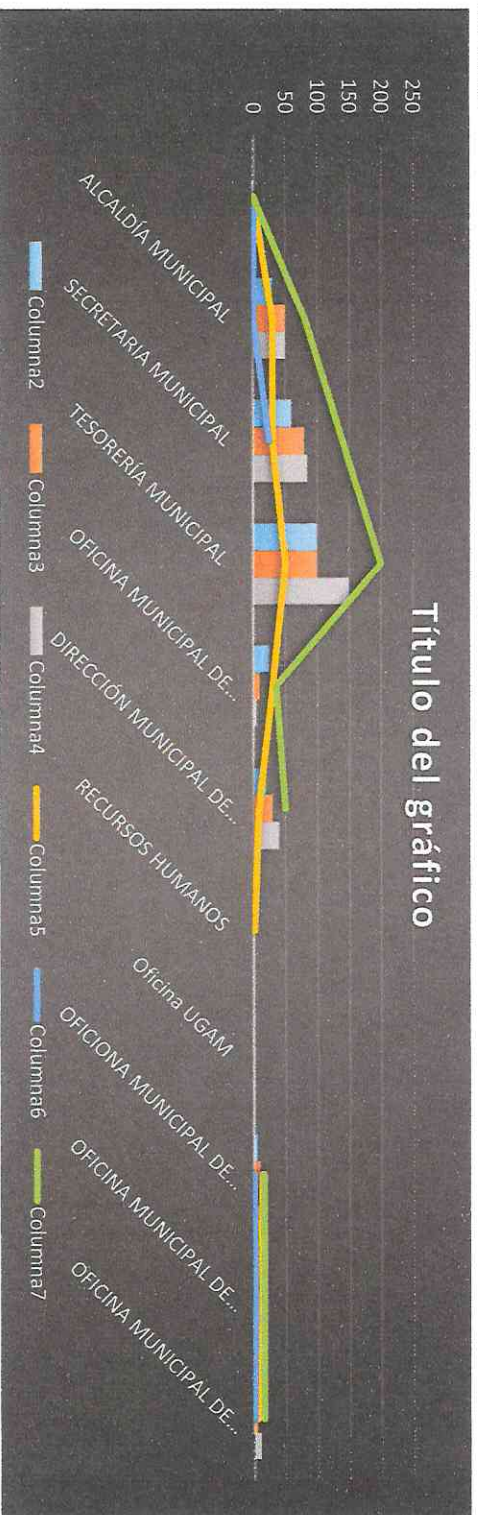 Título del gráfico
250
200
150
100
50
0
ALCALDÍA MUNICIPAL
SECRETARIA MUNICIPAL
TESORERÍA MUNICIPAL
OFICINA MUNICIPAL DE...
DIRECCIÓN MUNICIPAL DE...
RECURSOS HUMANOS
Oficina UGAM
OFICIONA MUNICIPAL DE...
OFICINA MUNICIPAL DE...
OFICINA MUNICIPAL DE...
Columna2 Columna3 Columna4 Columna5 Columna6 Columna7